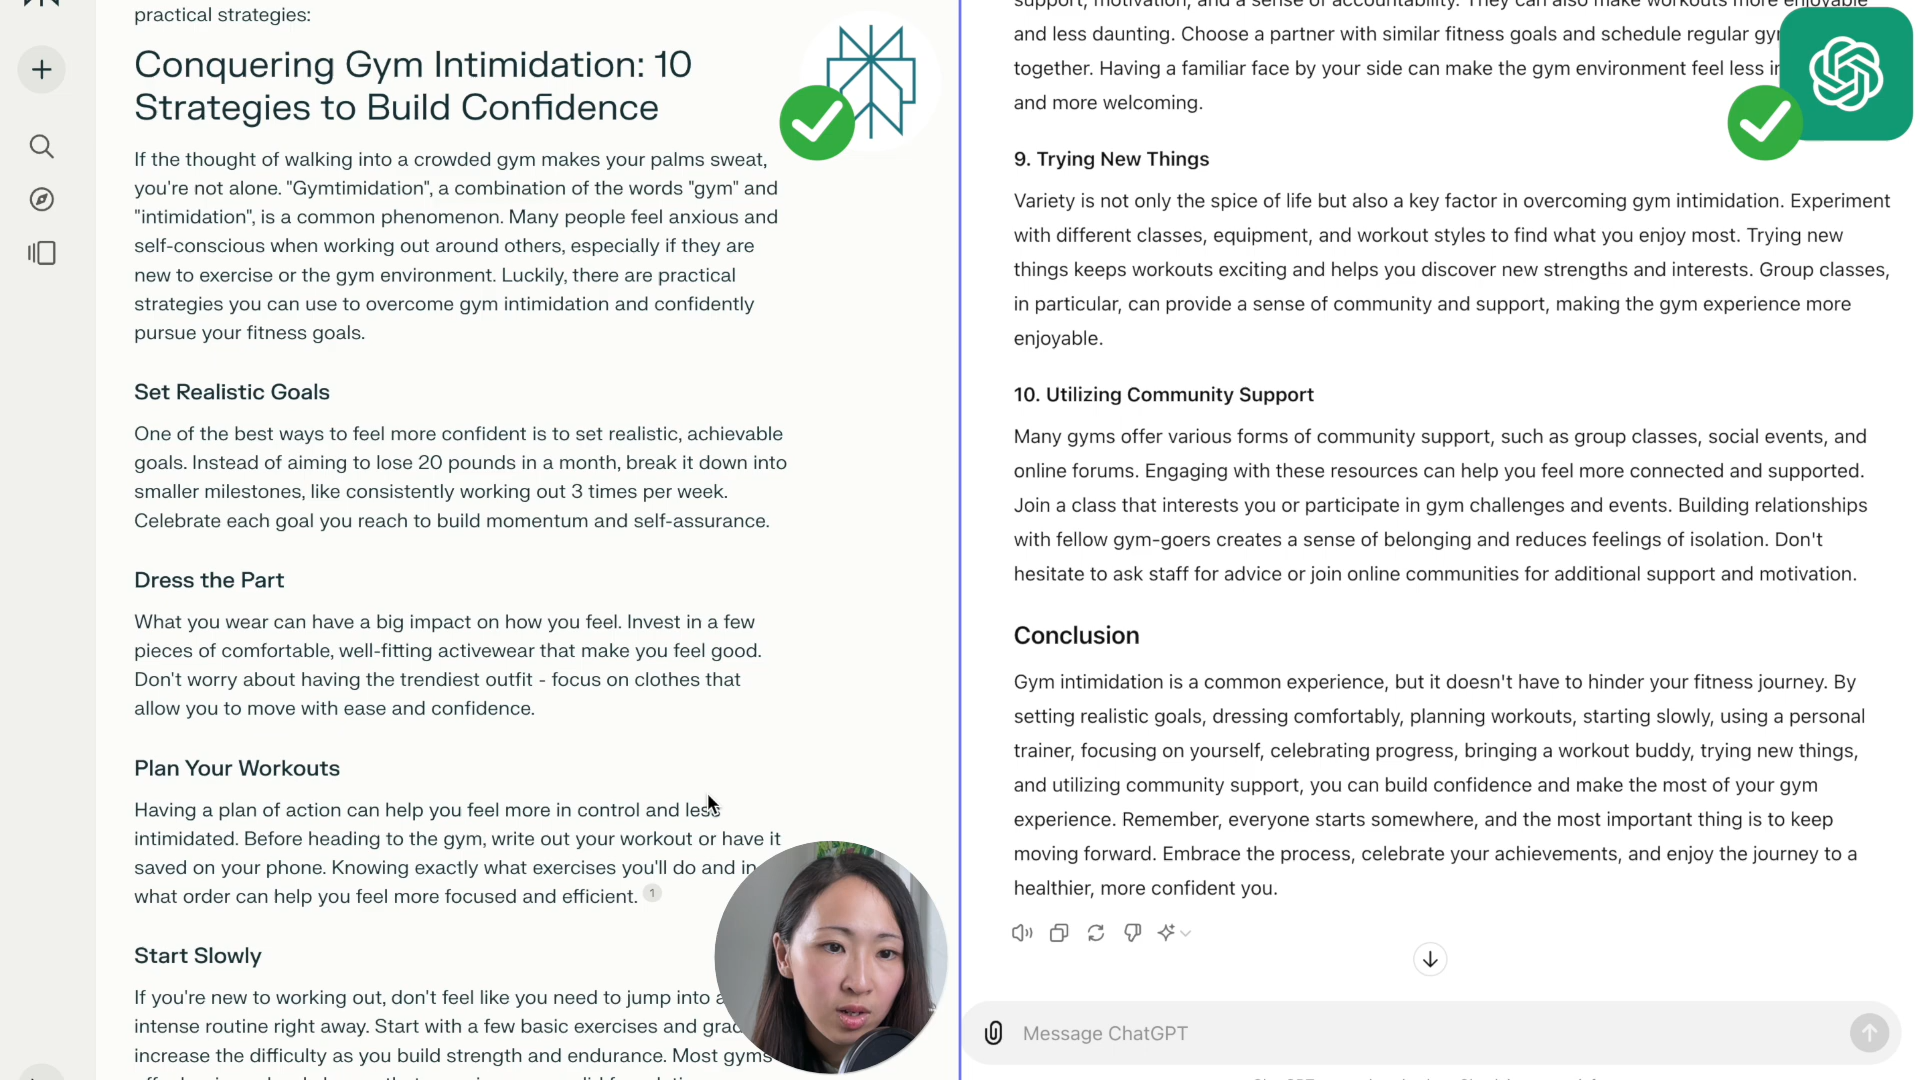 practical strategies:
Conquering Gym Intimidation: 10
Strategies to Build Confidence
If the thought of walking into a crowded gym makes your palms sweat,
you're not alone. "Gymtimidation", a combination of the words "gym" and
"intimidation", is a common phenomenon. Many people feel anxious and
self-conscious when working out around others, especially if they are
new to exercise or the gym environment. Luckily, there are practical
strategies you can use to overcome gym intimidation and confidently
pursue your fitness goals.
Set Realistic Goals
One of the best ways to feel more confident is to set realistic, achievable
goals. Instead of aiming to lose 20 pounds in a month, break it down into
smaller milestones, like consistently working out 3 times per week.
Celebrate each goal you reach to build momentum and self-assurance.
Dress the Part
What you wear can have a big impact on how you feel. Invest in a few
pieces of comfortable, well-fitting activewear that make you feel good.
Don't worry about having the trendiest outfit - focus on clothes that
allow you to move with ease and confidence.
Plan Your Workouts
Having a plan of action can help you feel more in control and less
intimidated. Before heading to the gym, write out your workout or have it
saved on your phone. Knowing exactly what exercises you'll do and in
what order can help you feel more focused and efficient. 1
Start Slowly
If you're new to working out, don't feel like you need to jump into
intense routine right away. Start with a few basic exercises and
increase the difficulty as you build strength and endurance. Most gyms
support, motivation, and a sense of accountability. They can also make workouts more enjoyable
and less daunting. Choose a partner with similar fitness goals and schedule regular
together. Having a familiar face by your side can make the gym environment feel less
and more welcoming.
9. Trying New Things
Variety is not only the spice of life but also a key factor in overcoming gym intimidation. Experiment
with different classes, equipment, and workout styles to find what you enjoy most. Trying new
things keeps workouts exciting and helps you discover new strengths and interests. Group classes,
in particular, can provide a sense of community and support, making the gym experience more
enjoyable.
10. Utilizing Community Support
Many gyms offer various forms of community support, such as group classes, social events, and
online forums. Engaging with these resources can help you feel more connected and supported.
Join a class that interests you or participate in gym challenges and events. Building relationships
with fellow gym-goers creates a sense of belonging and reduces feelings of isolation. Don't
hesitate to ask staff for advice or join online communities for additional support and motivation.
Conclusion
Gym intimidation is a common experience, but it doesn't have to hinder your fitness journey. By
setting realistic goals, dressing comfortably, planning workouts, starting slowly, using a personal
trainer, focusing on yourself, celebrating progress, bringing a workout buddy, trying new things,
and utilizing community support, you can build confidence and make the most of your gym
experience. Remember, everyone starts somewhere, and the most important thing is to keep
moving forward. Embrace the process, celebrate your achievements, and enjoy the journey to a
healthier, more confident you.
Message ChatGPT